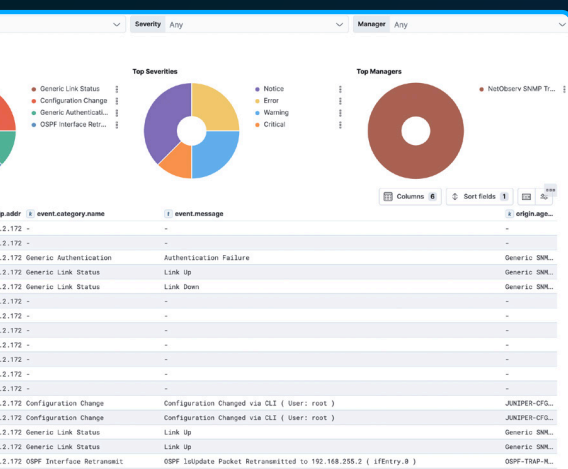 Severity Any
Manager Any
Top Severities
Top Managers
Generic Link Status
Configuration Change
Generic Authenticati...
OSPF Interface Retr...
Notice
Error
Warning
Critical
NetObserv SNMP Tr...
Columns 6
Sort fields 1
p.addr event.category.name event.message origin.age...
.2.172 - - -
.2.172 - - -
.2.172 Generic Authentication Authentication Failure Generic SNM...
.2.172 Generic Link Status Link Up Generic SNM...
.2.172 Generic Link Status Link Down Generic SNM...
.2.172 - - -
.2.172 - - -
.2.172 - - -
.2.172 - - -
.2.172 - - -
.2.172 - - -
.2.172 - - -
.2.172 Configuration Change Configuration Changed via CLI ( User: root ) JUNIPER-CFG...
.2.172 Configuration Change Configuration Changed via CLI ( User: root ) JUNIPER-CFG...
.2.172 Generic Link Status Link Up Generic SNM...
.2.172 Generic Link Status Link Up Generic SNM...
.2.172 OSPF Interface Retransmit OSPF lsUpdate Packet Retransmitted to 192.168.255.2 ( ifEntry.0 ) OSPF-TRAP-M...